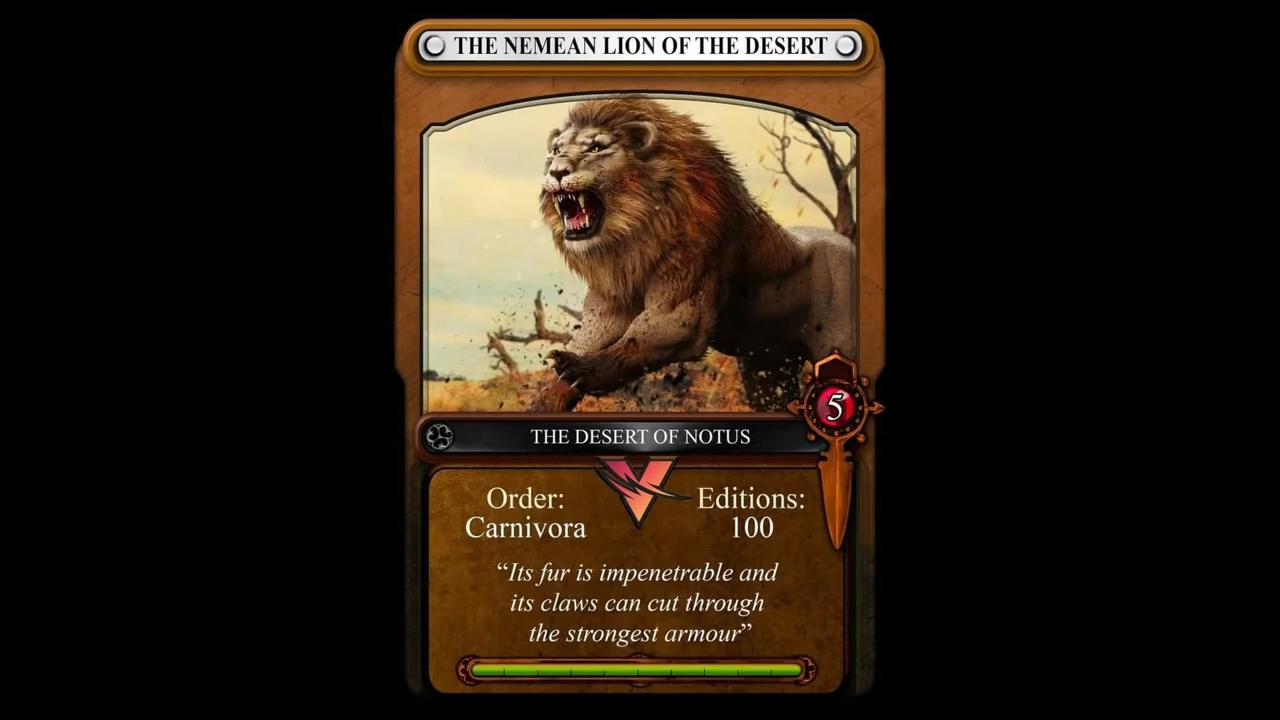 THE NEMEAN LION OF THE DESERT
5
THE DESERT OF NOTUS
Order:
Carnivora
Editions:
100
“Its fur is impenetrable and
its claws can cut through
the strongest armour”